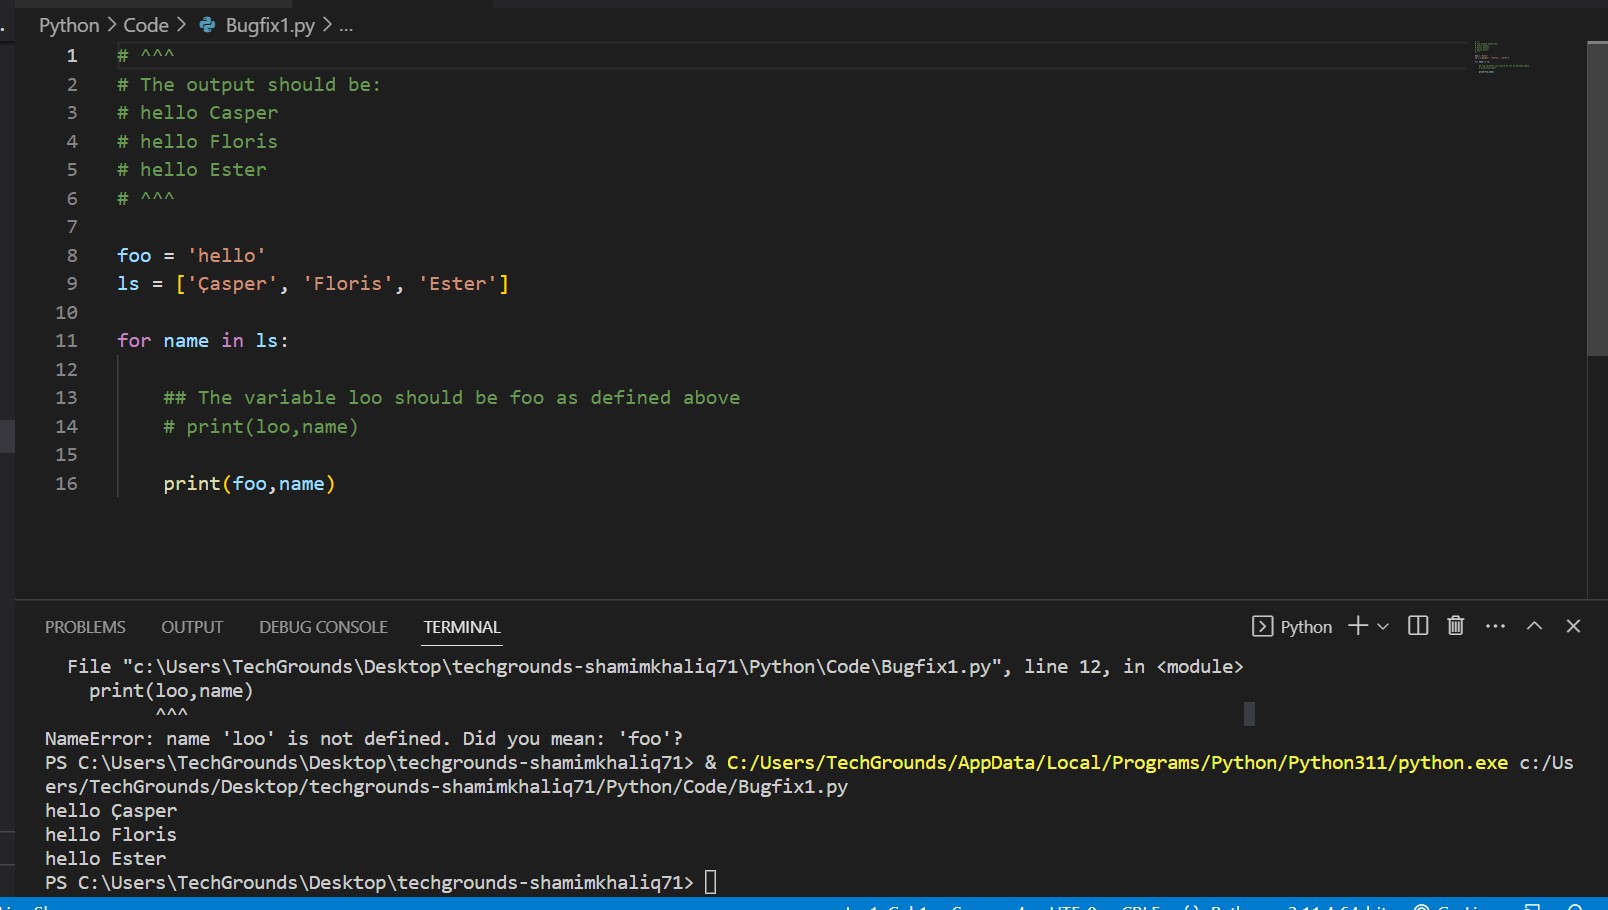 Python > Code > Bugfix1.py > ...
1 # ^^^
2 # The output should be:
3 # hello Casper
4 # hello Floris
5 # hello Ester
6 # ^^^
7
8 foo = 'hello'
9 ls = ['Çasper', 'Floris', 'Ester']
10
11 for name in ls:
12
13 ## The variable loo should be foo as defined above
14 # print(loo,name)
15
16 print(foo,name)
PROBLEMS OUTPUT DEBUG CONSOLE TERMINAL Python
File "c:\Users\TechGrounds\Desktop\techgrounds-shamimkhaliq71\Python\Code\Bugfix1.py", line 12, in <module>
print(loo,name)
^^^
NameError: name 'loo' is not defined. Did you mean: 'foo'?
PS C:\Users\TechGrounds\Desktop\techgrounds-shamimkhaliq71> & C:/Users/TechGrounds/AppData/Local/Programs/Python/Python311/python.exe c:/Us
ers/TechGrounds/Desktop/techgrounds-shamimkhaliq71/Python/Code/Bugfix1.py
hello Çasper
hello Floris
hello Ester
PS C:\Users\TechGrounds\Desktop\techgrounds-shamimkhaliq71>